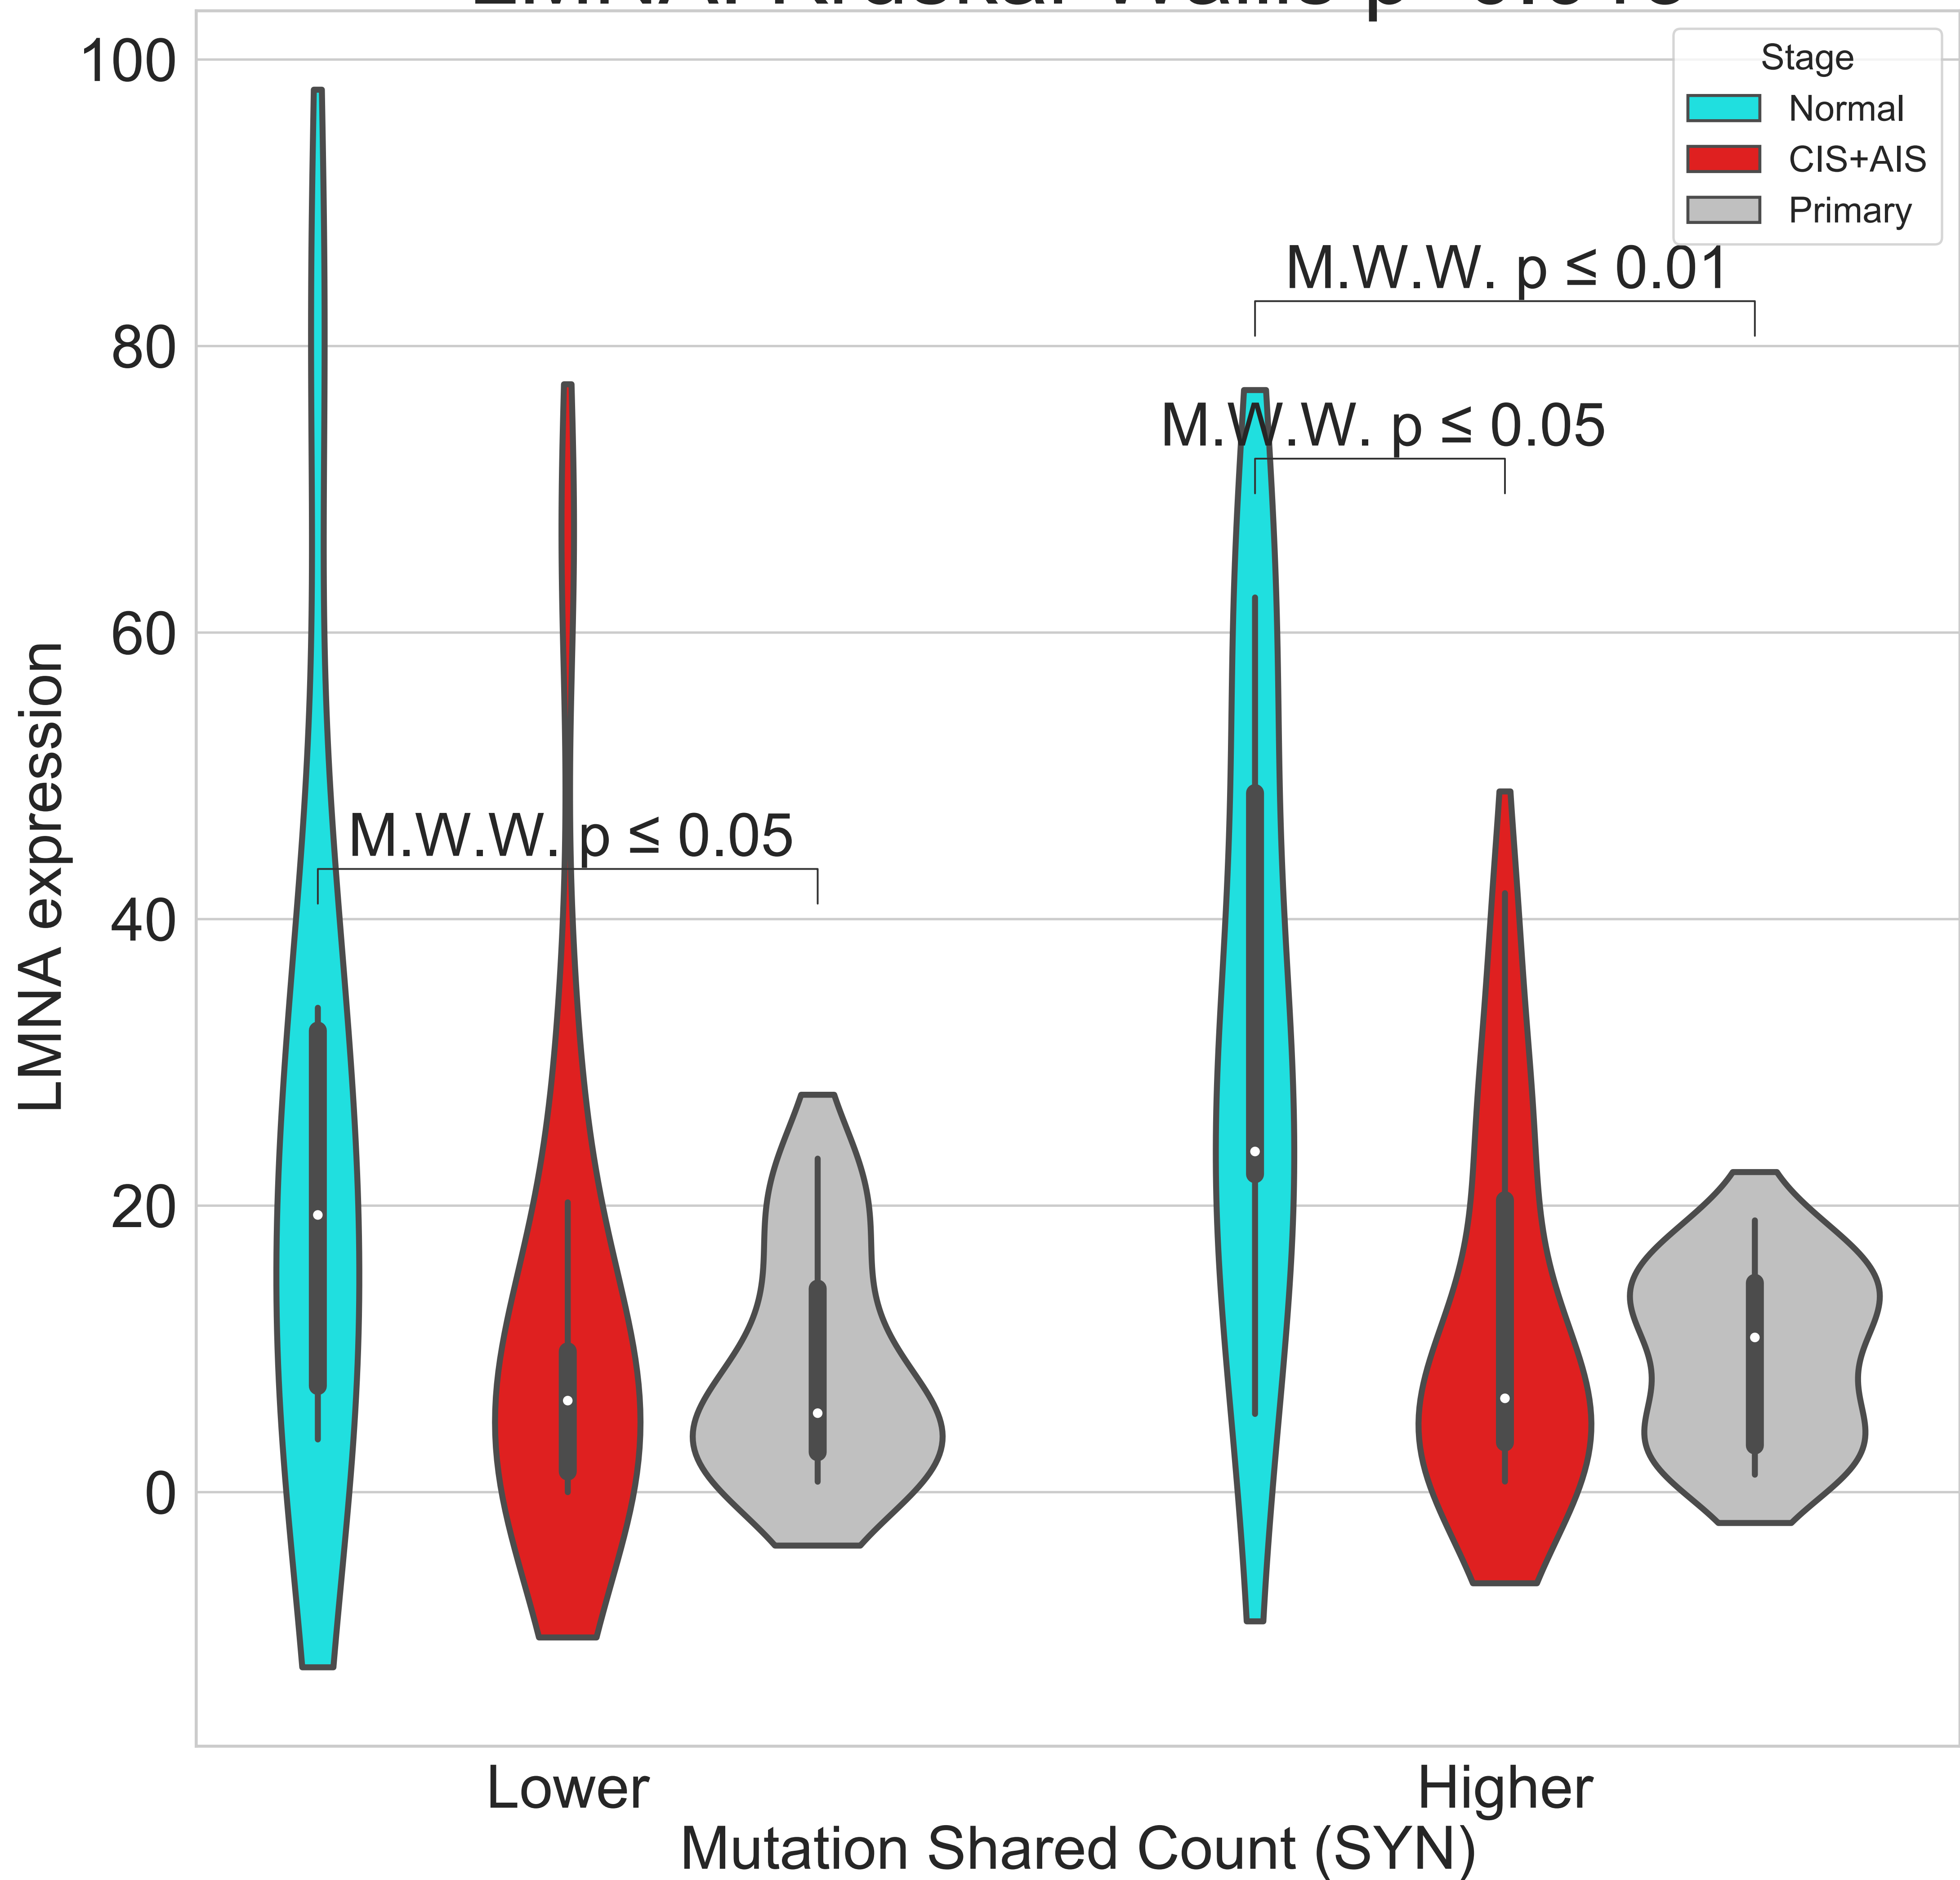 100
80
60
40
20
0
LMNA expression
Stage
Normal
CIS+AIS
Primary
M.W.W. p ≤ 0.01
M.W.W. p ≤ 0.05
M.W.W. p ≤ 0.05
Lower
Higher
Mutation Shared Count (SYN)